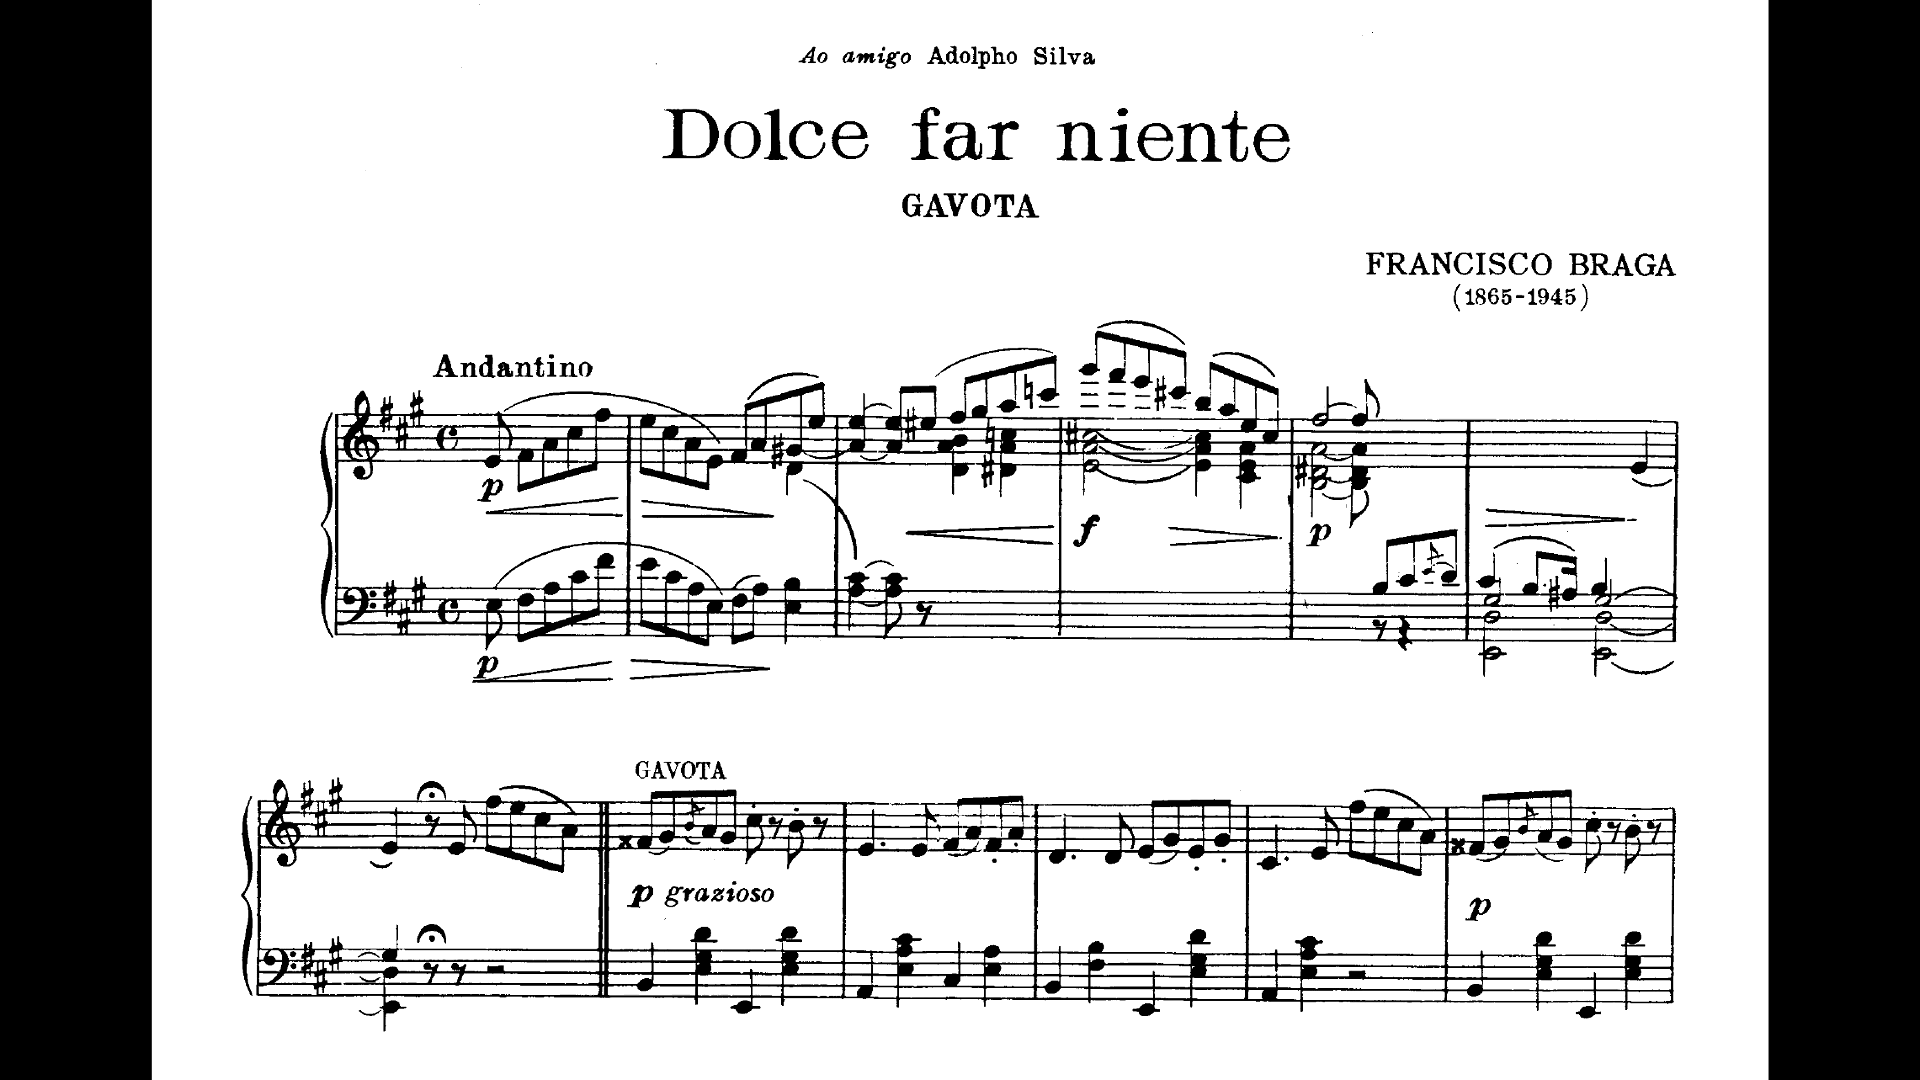 Ao amigo Adolpho Silva
Dolce far niente
GAVOTA
FRANCISCO BRAGA
(1865-1945)
Andantino
p
f
p
p
GAVOTA
p grazioso
p